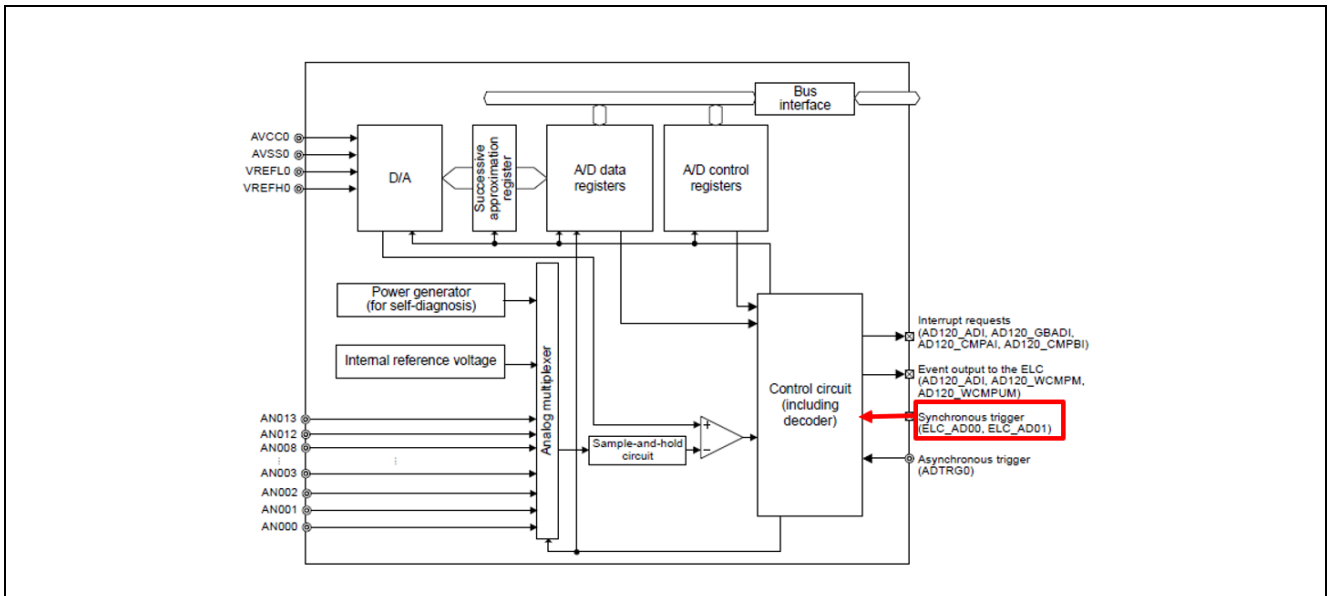 Bus
interface
AVCC0
AVSS0
VREFL0
VREFH0
D/A
Successive
approximation
register
A/D data
registers
A/D control
registers
Power generator
(for self-diagnosis)
Internal reference voltage
Analog multiplexer
AN013
AN012
AN008
AN003
AN002
AN001
AN000
Sample-and-hold
circuit
+
−
Control circuit
(including
decoder)
Interrupt requests
(AD120_ADI, AD120_GBADI,
AD120_CMPAI, AD120_CMPBI)
Event output to the ELC
(AD120_ADI, AD120_WCMPM,
AD120_WCMPUM)
Synchronous trigger
(ELC_AD00, ELC_AD01)
Asynchronous trigger
(ADTRG0)